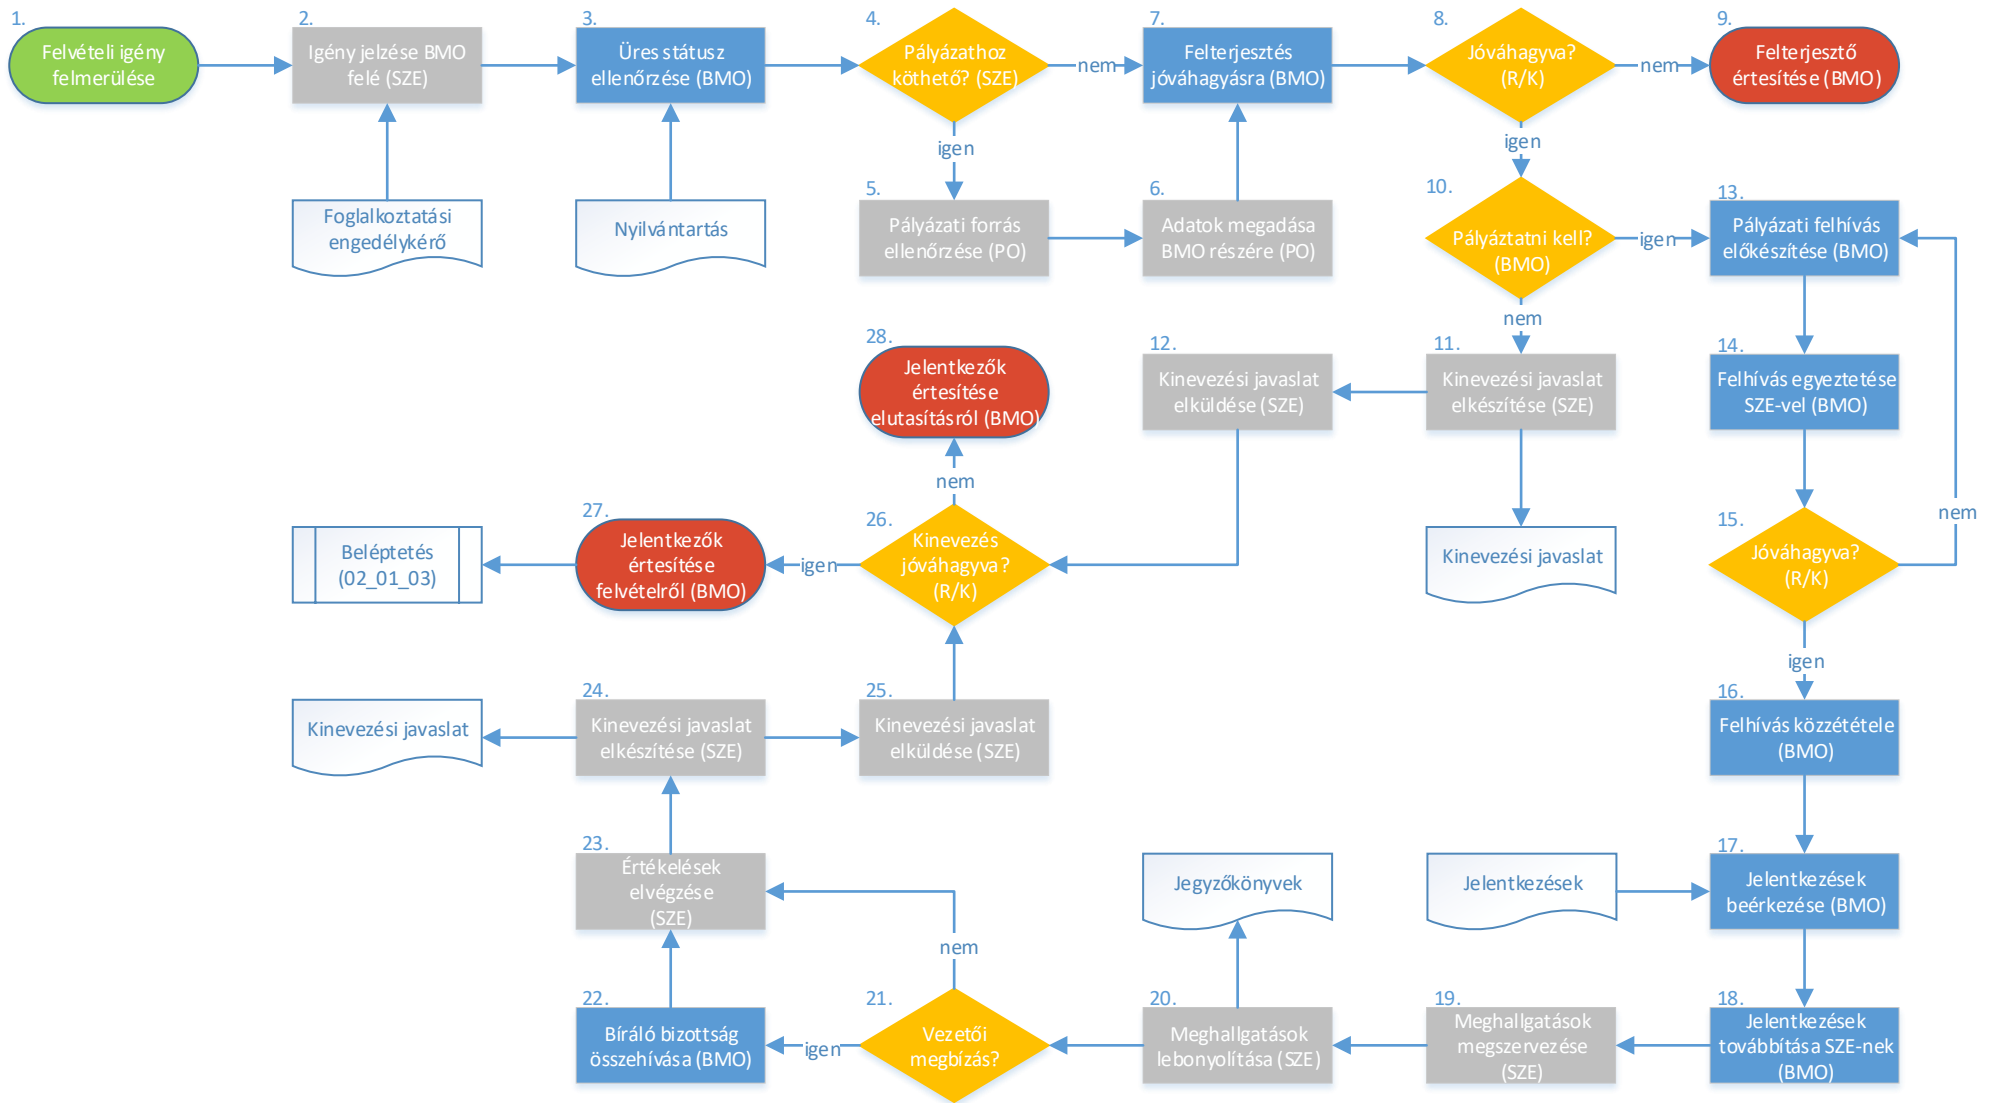 1.
Felvételi igény
felmerülése
2.
Igény jelzése BMO
felé (SZE)
3.
Üres státusz
ellenőrzése (BMO)
4.
Pályázathoz
köthető? (SZE)
nem
igen
7.
Felterjesztés
jóváhagyásra (BMO)
8.
Jóváhagyva?
(R/K)
nem
igen
9.
Felterjesztő
értesítése (BMO)
Foglalkoztatási
engedélykérő
Nyilvántartás
5.
Pályázati forrás
ellenőrzése (PO)
6.
Adatok megadása
BMO részére (PO)
10.
Pályáztatni kell?
(BMO)
igen
nem
13.
Pályázati felhívás
előkészítése (BMO)
28.
Jelentkezők
értesítése
elutasításról (BMO)
nem
12.
Kinevezési javaslat
elküldése (SZE)
11.
Kinevezési javaslat
elkészítése (SZE)
14.
Felhívás egyeztetése
SZE-vel (BMO)
Beléptetés
(02_01_03)
27.
Jelentkezők
értesítése
felvételről (BMO)
igen
26.
Kinevezés
jóváhagyva?
(R/K)
Kinevezési javaslat
15.
Jóváhagyva?
(R/K)
nem
igen
Kinevezési javaslat
24.
Kinevezési javaslat
elkészítése (SZE)
25.
Kinevezési javaslat
elküldése (SZE)
16.
Felhívás közzététele
(BMO)
23.
Értékelések
elvégzése
(SZE)
Jegyzőkönyvek
Jelentkezések
17.
Jelentkezések
beérkezése (BMO)
nem
22.
Bíráló bizottság
összehívása (BMO)
igen
21.
Vezetői
megbízás?
20.
Meghallgatások
lebonyolítása (SZE)
19.
Meghallgatások
megszervezése
(SZE)
18.
Jelentkezések
továbbítása SZE-nek
(BMO)